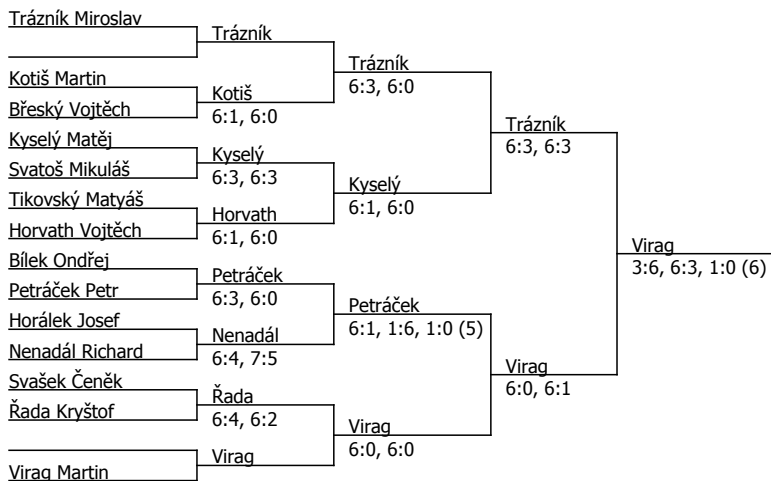 Trázník Miroslav
Trázník
Trázník
6:3, 6:0
Kotiš Martin
Kotiš
6:1, 6:0
Břeský Vojtěch
Trázník
6:3, 6:3
Kyselý Matěj
Kyselý
6:3, 6:3
Svatoš Mikuláš
Kyselý
6:1, 6:0
Tikovský Matyáš
Horvath
6:1, 6:0
Horvath Vojtěch
Virag
3:6, 6:3, 1:0 (6)
Bílek Ondřej
Petráček
6:3, 6:0
Petráček Petr
Petráček
6:1, 1:6, 1:0 (5)
Horálek Josef
Nenadál
6:4, 7:5
Nenadál Richard
Virag
6:0, 6:1
Svašek Čeněk
Řada
6:4, 6:2
Řada Kryštof
Virag
6:0, 6:0
Virag
Virag Martin